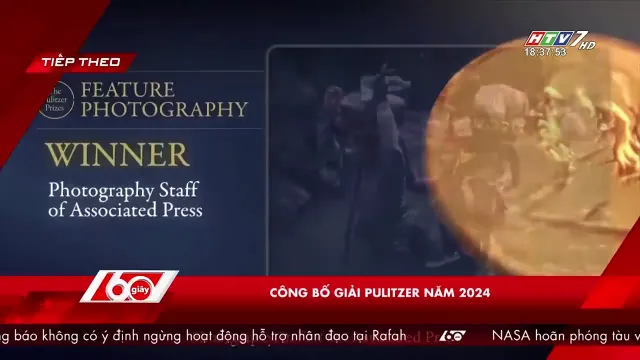 TIẾP THEO
HTV7 HD
18:37:53
The
Pulitzer
Prizes
FEATURE
PHOTOGRAPHY
WINNER
Photography Staff
of Associated Press
60 giây
CÔNG BỐ GIẢI PULITZER NĂM 2024
báo không có ý định ngừng hoạt động hỗ trợ nhân đạo tại Rafah 60 NASA hoãn phóng tàu